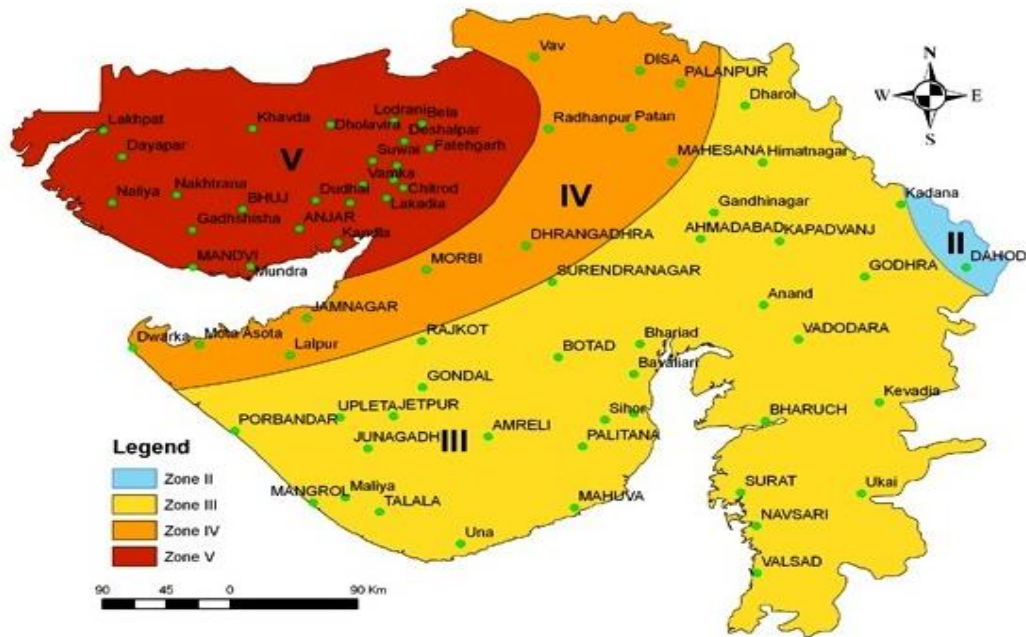 Vav
DISA
PALANPUR
N
W E
S
Dharoi
Lakhpat
Khavda
Lodrani
Bela
Dholavira
Deshalpar
Fatehgarh
Radhanpur
Patan
Dayapar
V
Suwai
Vamka
MAHESANA
Himatnagar
Naliya
Nakhtrana
BHUJ
Dudhai
Chitrod
Lakadia
IV
Kadana
Gadhshisha
ANJAR
Kandla
Gandhinagar
AHMADABAD
KAPADVANJ
DHRANGADHRA
II
DAHOD
MANDVI
Mundra
MORBI
SURENDRANAGAR
GODHRA
JAMNAGAR
Anand
Dwarka
Mota Asota
Lalpur
RAJKOT
Bhariad
BOTAD
VADODARA
Bavaliari
GONDAL
Kevadia
PORBANDAR
UPLETA
JETPUR
Sihor
BHARUCH
JUNAGADH
III
AMRELI
PALITANA
Legend
Zone II
Zone III
Zone IV
Zone V
MANGROL
Maliya
TALALA
MAHUVA
SURAT
Ukai
Una
NAVSARI
VALSAD
90 45 0 90 Km